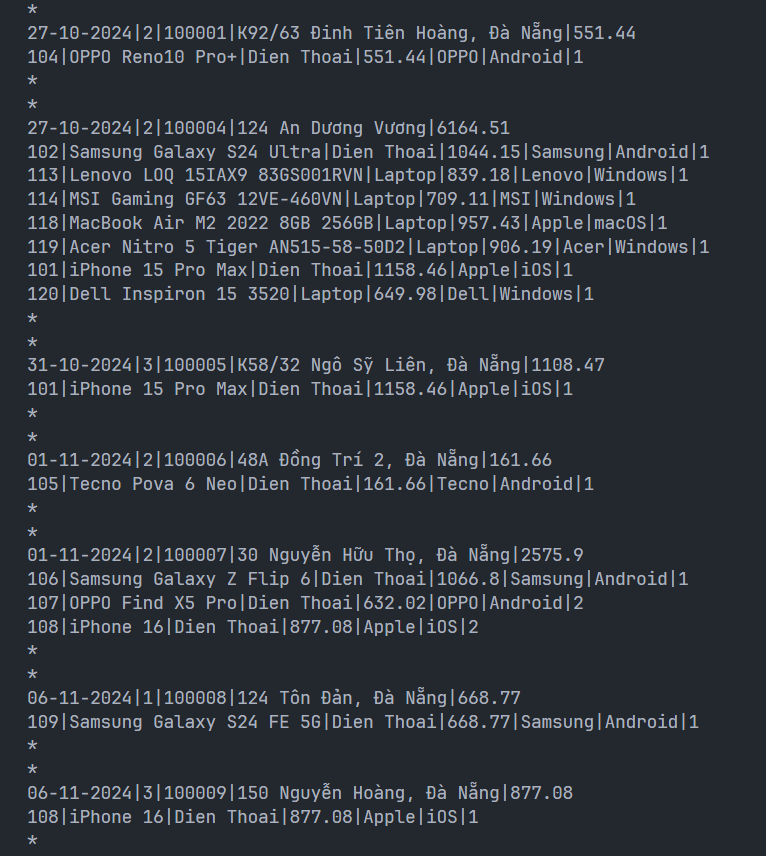 *
27-10-2024|2|100001|K92/63 Đinh Tiên Hoàng, Đà Nẵng|551.44
104|OPPO Reno10 Pro+|Dien Thoai|551.44|OPPO|Android|1
*
*
27-10-2024|2|100004|124 An Dương Vương|6164.51
102|Samsung Galaxy S24 Ultra|Dien Thoai|1044.15|Samsung|Android|1
113|Lenovo LOQ 15IAX9 83GS001RVN|Laptop|839.18|Lenovo|Windows|1
114|MSI Gaming GF63 12VE-460VN|Laptop|709.11|MSI|Windows|1
118|MacBook Air M2 2022 8GB 256GB|Laptop|957.43|Apple|macOS|1
119|Acer Nitro 5 Tiger AN515-58-50D2|Laptop|906.19|Acer|Windows|1
101|iPhone 15 Pro Max|Dien Thoai|1158.46|Apple|iOS|1
120|Dell Inspiron 15 3520|Laptop|649.98|Dell|Windows|1
*
*
31-10-2024|3|100005|K58/32 Ngô Sỹ Liên, Đà Nẵng|1108.47
101|iPhone 15 Pro Max|Dien Thoai|1158.46|Apple|iOS|1
*
*
01-11-2024|2|100006|48A Đồng Trí 2, Đà Nẵng|161.66
105|Tecno Pova 6 Neo|Dien Thoai|161.66|Tecno|Android|1
*
*
01-11-2024|2|100007|30 Nguyễn Hữu Thọ, Đà Nẵng|2575.9
106|Samsung Galaxy Z Flip 6|Dien Thoai|1066.8|Samsung|Android|1
107|OPPO Find X5 Pro|Dien Thoai|632.02|OPPO|Android|2
108|iPhone 16|Dien Thoai|877.08|Apple|iOS|2
*
*
06-11-2024|1|100008|124 Tôn Đản, Đà Nẵng|668.77
109|Samsung Galaxy S24 FE 5G|Dien Thoai|668.77|Samsung|Android|1
*
*
06-11-2024|3|100009|150 Nguyễn Hoàng, Đà Nẵng|877.08
108|iPhone 16|Dien Thoai|877.08|Apple|iOS|1
*